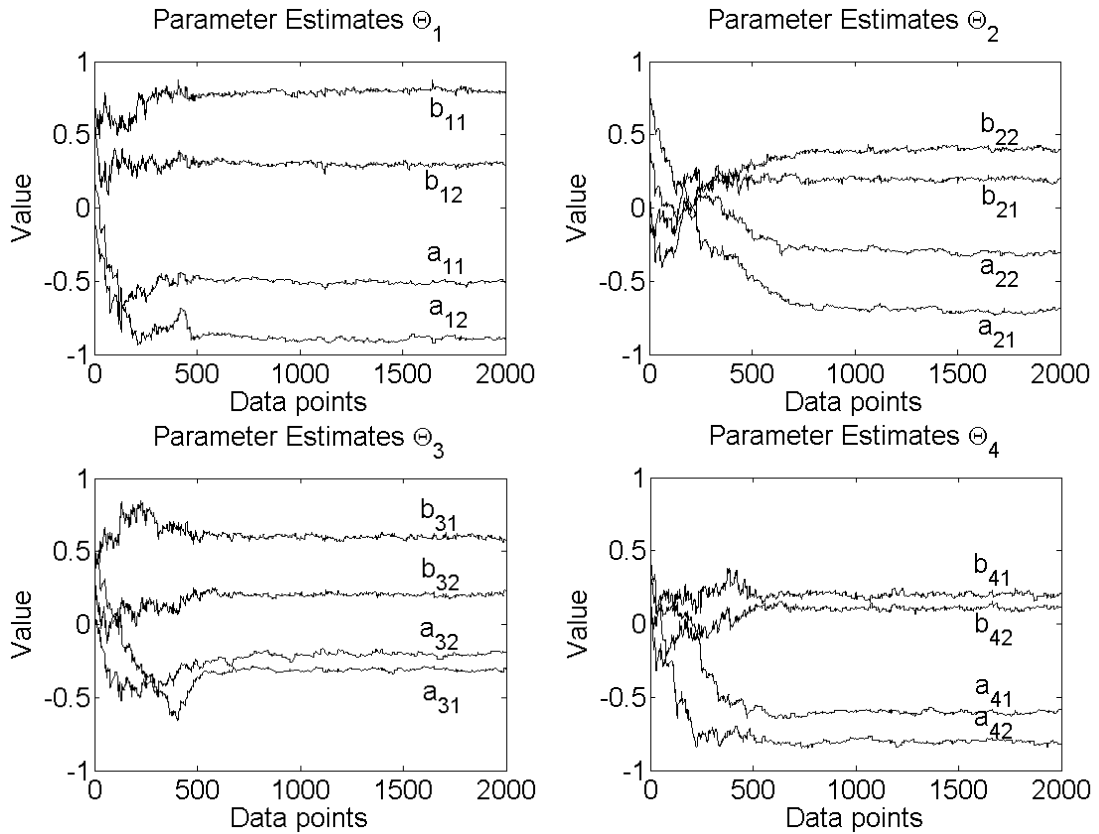 Parameter Estimates Θ1
1
0.5
0
-0.5
-1
Value
b11
b12
a11
a12
0 500 1000 1500 2000
Data points
Parameter Estimates Θ2
1
0.5
0
-0.5
-1
Value
b22
b21
a22
a21
0 500 1000 1500 2000
Data points
Parameter Estimates Θ3
1
0.5
0
-0.5
-1
Value
b31
b32
a32
a31
0 500 1000 1500 2000
Data points
Parameter Estimates Θ4
1
0.5
0
-0.5
-1
Value
b41
b42
a41
a42
0 500 1000 1500 2000
Data points